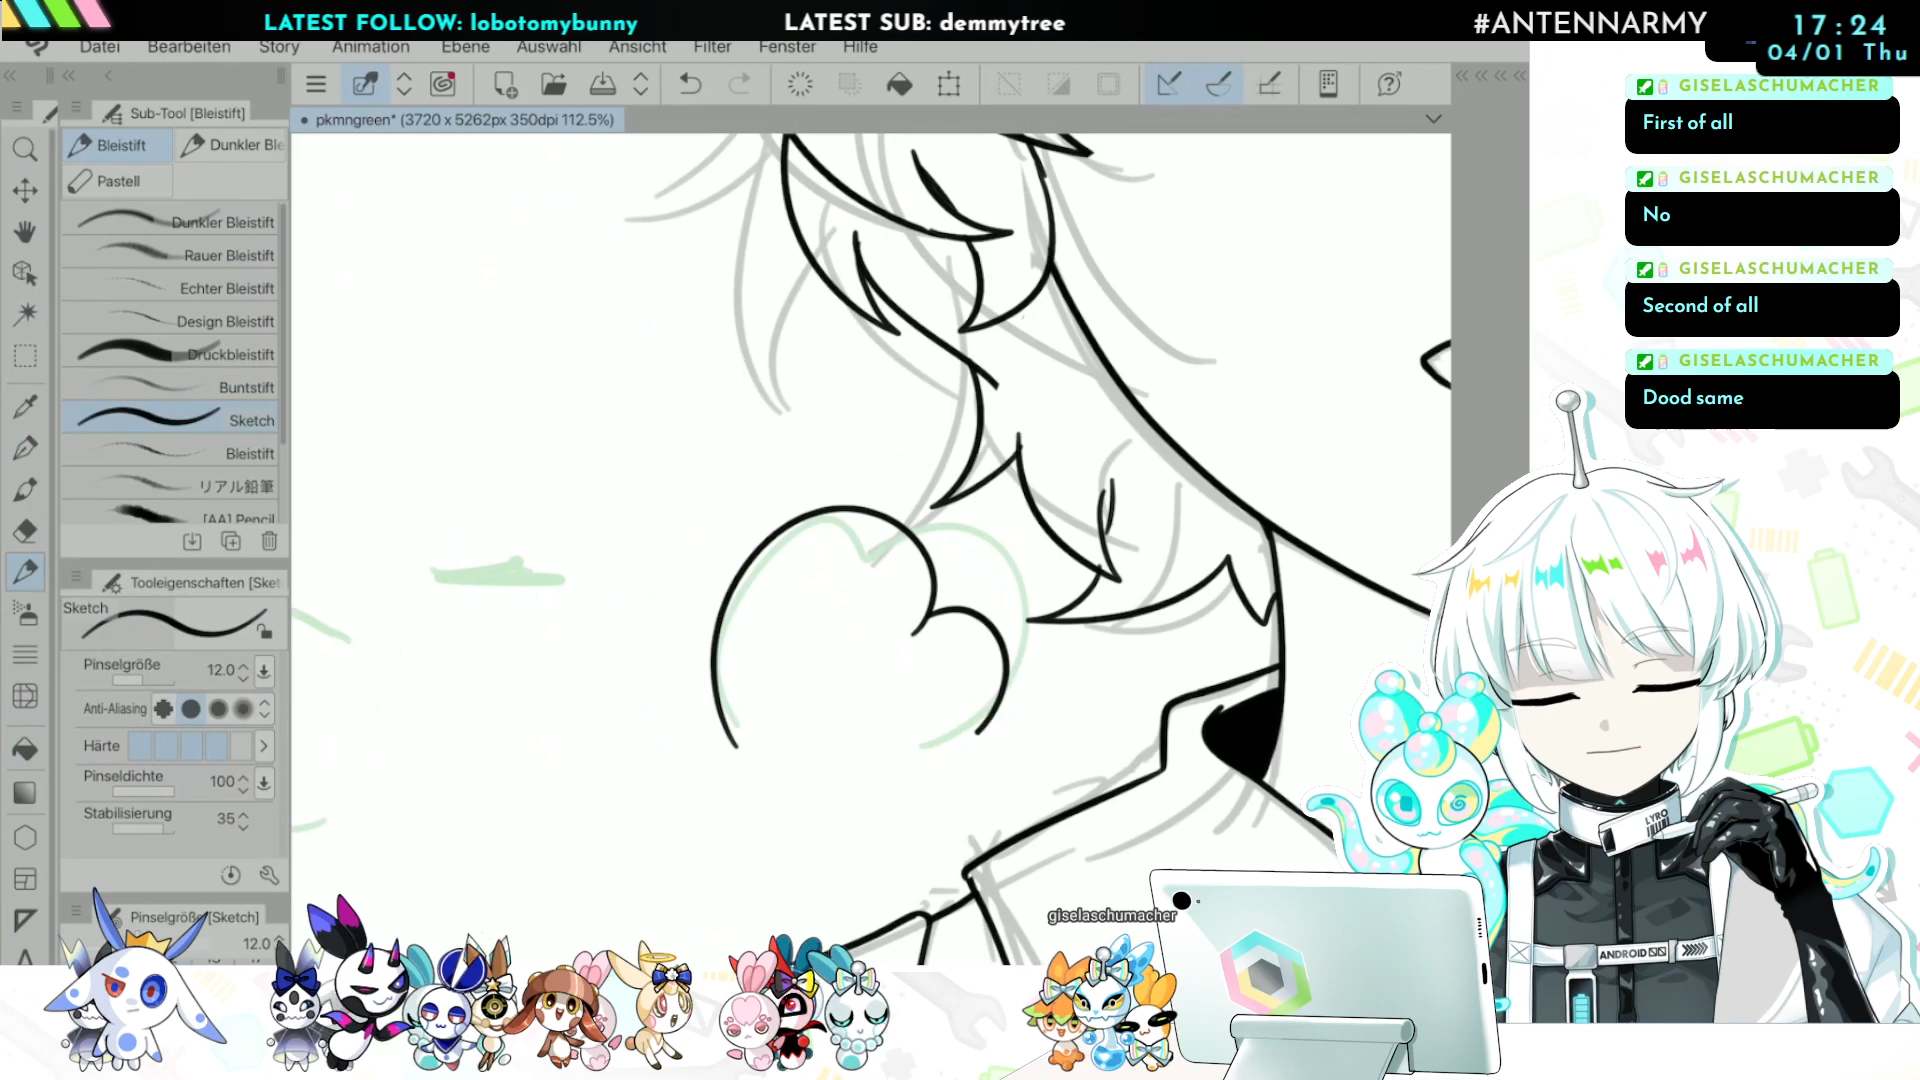 LATEST FOLLOW: lobotomybunny
LATEST SUB: demmytree
#ANTENNARMY
17:24
04/01 Thu
Datei Bearbeiten Story Animation Ebene Auswahl Ansicht Filter Fenster Hilfe
Sub-Tool [Bleistift]
pkmngreen* (3720 x 5262px 350dpi 112.5%)
Bleistift
Dunkler Ble
Pastell
Dunkler Bleistift
Rauer Bleistift
Echter Bleistift
Design Bleistift
Druckbleistift
Buntstift
Sketch
Bleistift
リアル鉛筆
[AA] Pencil
Tooleigenschaften [Sket
Sketch
Pinselgröße 12.0
Anti-Aliasing
Härte
Pinseldichte 100
Stabilisierung 35
Pinselgröße [Sketch]
12.0
GISELASCHUMACHER
First of all
GISELASCHUMACHER
No
GISELASCHUMACHER
Second of all
GISELASCHUMACHER
Dood same
LYRO
ANDROID
giselaschumacher